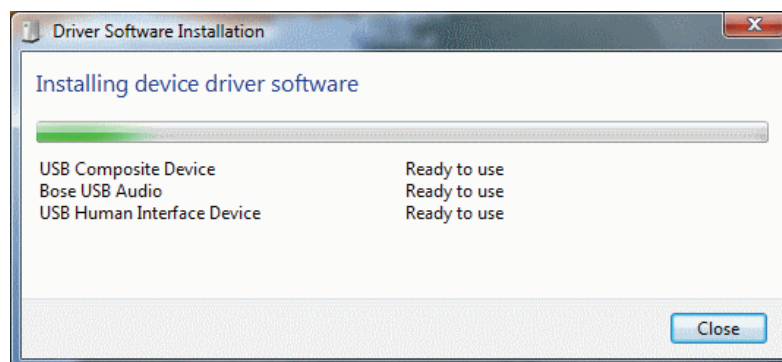 Driver Software Installation
Installing device driver software
USB Composite Device Ready to use
Bose USB Audio Ready to use
USB Human Interface Device Ready to use
Close